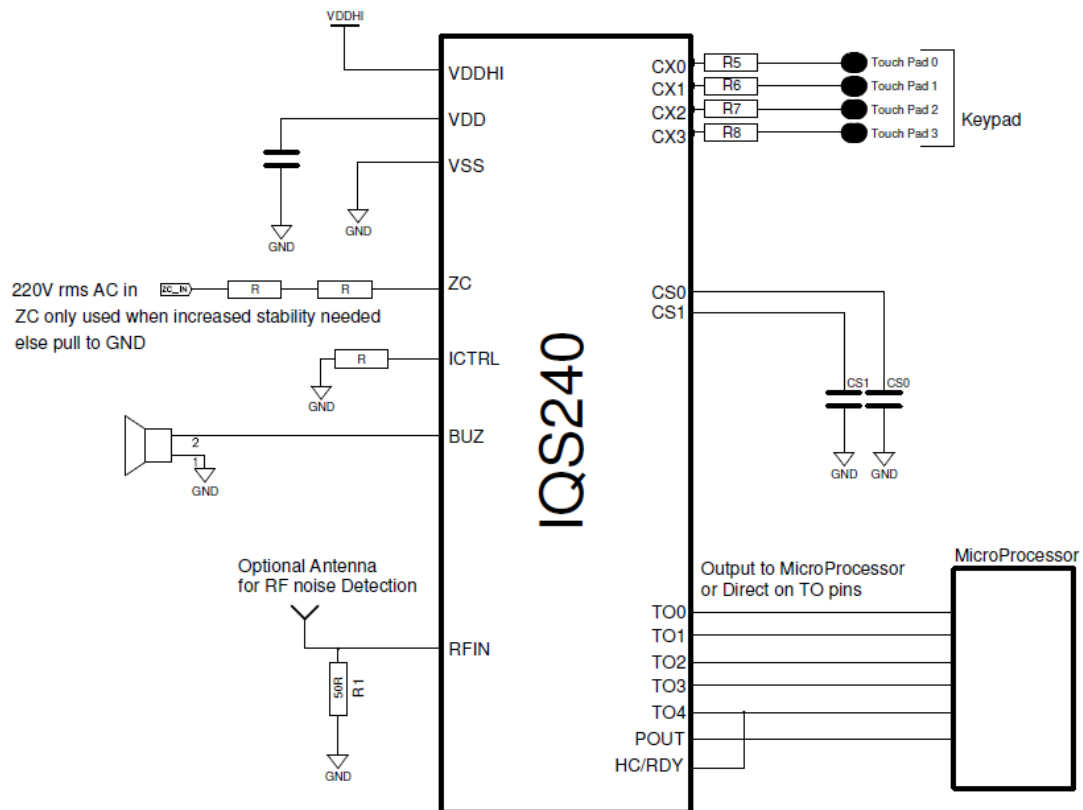 VDDHI
VDDHI
VDD
VSS
GND
GND
220V rms AC in
ZC_IN
R
R
ZC
ZC only used when increased stability needed
else pull to GND
R
ICTRL
GND
BUZ
2
1
GND
Optional Antenna
for RF noise Detection
RFIN
50R
R1
GND
IQS240
CX0
R5
Touch Pad 0
CX1
R6
Touch Pad 1
CX2
R7
Touch Pad 2
CX3
R8
Touch Pad 3
Keypad
CS0
CS1
CS1
CS0
GND
GND
MicroProcessor
Output to MicroProcessor
or Direct on TO pins
TO0
TO1
TO2
TO3
TO4
POUT
HC/RDY